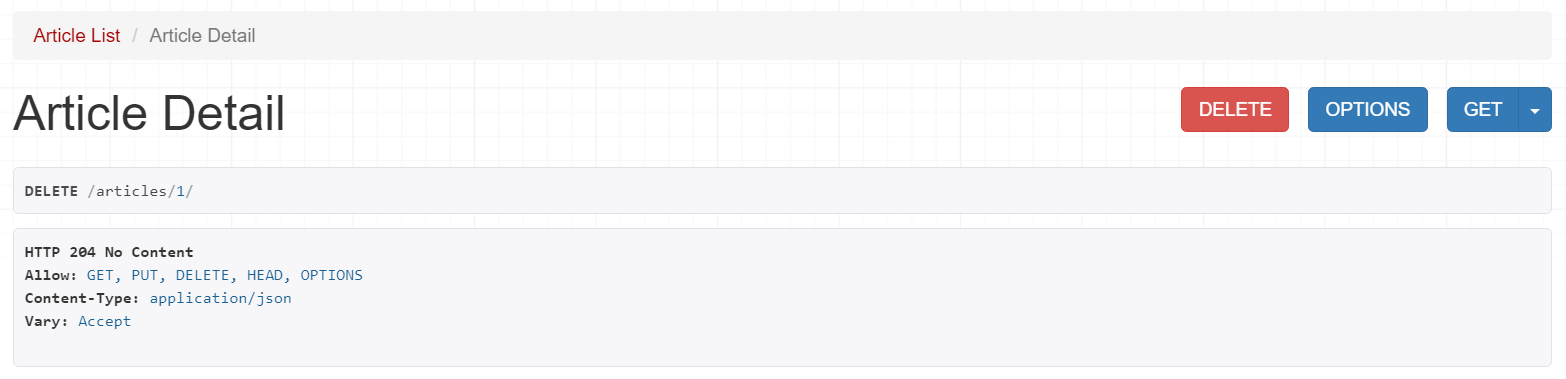 Article List / Article Detail
Article Detail
DELETE OPTIONS GET
DELETE /articles/1/
HTTP 204 No Content
Allow: GET, PUT, DELETE, HEAD, OPTIONS
Content-Type: application/json
Vary: Accept